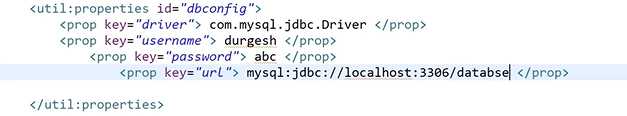 <util:properties id="dbconfig">
<prop key="driver"> com.mysql.jdbc.Driver </prop>
<prop key="username"> durgesh </prop>
<prop key="password"> abc </prop>
<prop key="url"> mysql:jdbc://localhost:3306/databse </prop>
</util:properties>